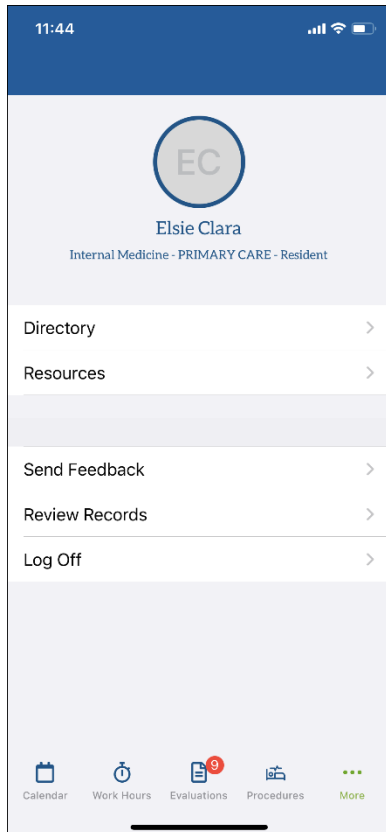 11:44
EC
Elsie Clara
Internal Medicine - PRIMARY CARE - Resident
Directory
Resources
Send Feedback
Review Records
Log Off
9
Calendar Work Hours Evaluations Procedures More